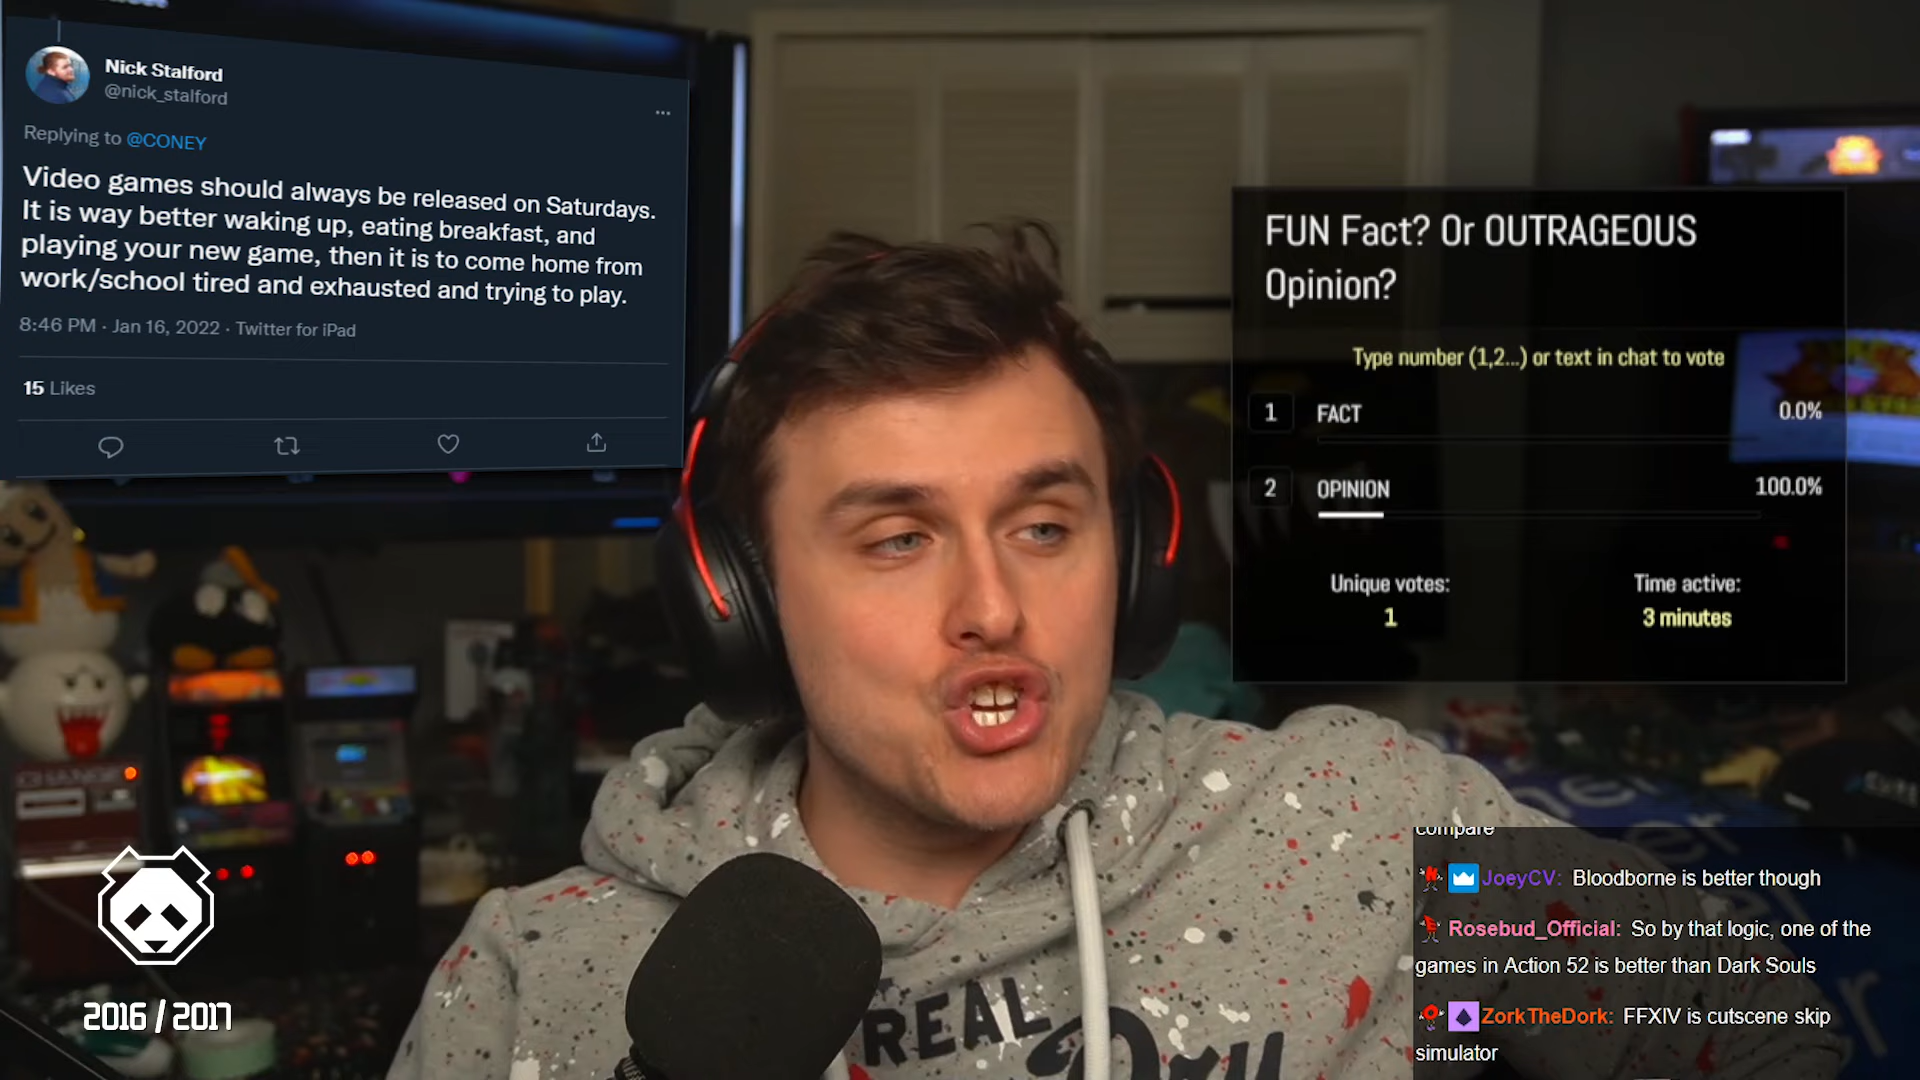 Nick Stalford
@nick_stalford
Replying to @CONEY
Video games should always be released on Saturdays.
It is way better waking up, eating breakfast, and
playing your new game, then it is to come home from
work/school tired and exhausted and trying to play.
8:46 PM · Jan 16, 2022 · Twitter for iPad
15 Likes
FUN Fact? Or OUTRAGEOUS
Opinion?
Type number (1,2...) or text in chat to vote
1 FACT 0.0%
2 OPINION 100.0%
Unique votes: Time active:
1 3 minutes
CHANGE
compare
JoeyCV: Bloodborne is better though
Rosebud_Official: So by that logic, one of the
games in Action 52 is better than Dark Souls
ZorkTheDork: FFXIV is cutscene skip
simulator
2016 / 2017
REAL